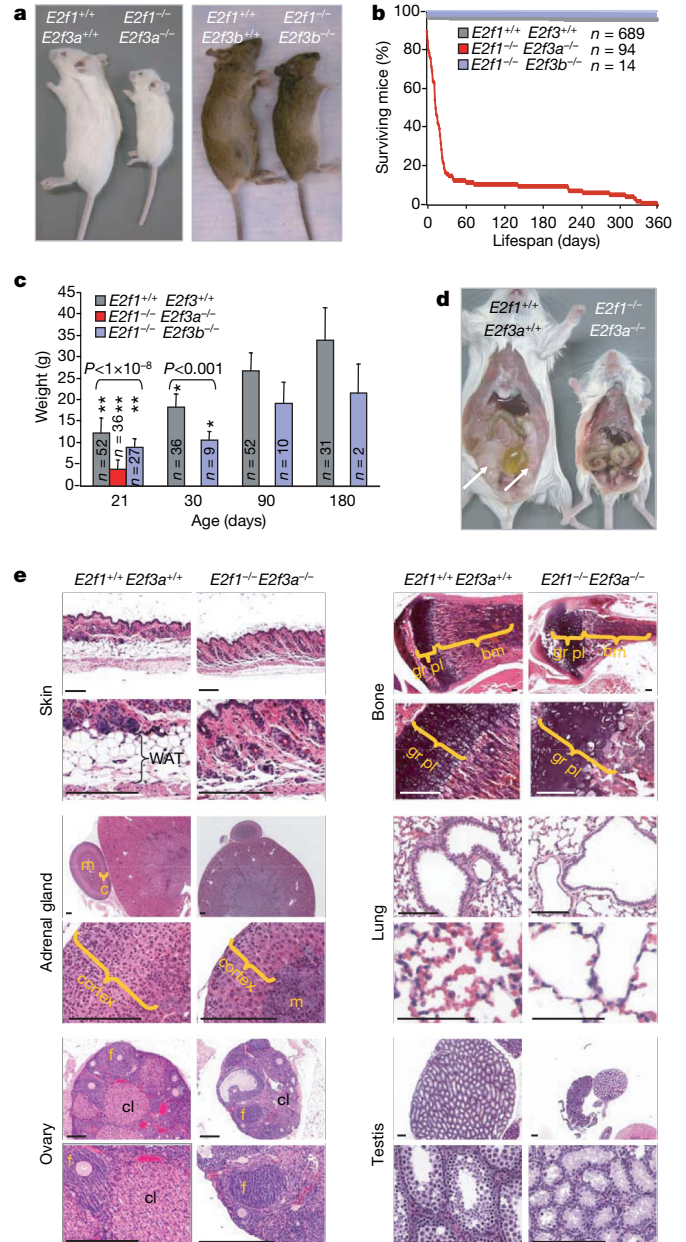 a
E2f1+/+ E2f1–/–
E2f3a+/+ E2f3a–/–
E2f1+/+ E2f1–/–
E2f3b+/+ E2f3b–/–
b
Surviving mice (%)
100
80
60
40
20
0
E2f1+/+ E2f3+/+ n = 689
E2f1–/– E2f3a–/– n = 94
E2f1–/– E2f3b–/– n = 14
0 60 120 180 240 300 360
Lifespan (days)
c
Weight (g)
45
40
35
30
25
20
15
10
5
0
E2f1+/+ E2f3+/+
E2f1–/– E2f3a–/–
E2f1–/– E2f3b–/–
P<1×10–8 P<0.001
** ** ** * *
n = 52 n = 36 n = 27 n = 36 n = 9 n = 52 n = 10 n = 31 n = 2
21 30 90 180
Age (days)
d
E2f1+/+ E2f1–/–
E2f3a+/+ E2f3a–/–
e
E2f1+/+ E2f3a+/+ E2f1–/– E2f3a–/–
Skin
WAT
Adrenal gland
m
c
cortex
cortex
m
Ovary
f
cl
f
cl
f
cl
f
E2f1+/+ E2f3a+/+ E2f1–/– E2f3a–/–
Bone
gr pl bm
gr pl bm
gr pl
gr pl
Lung
Testis